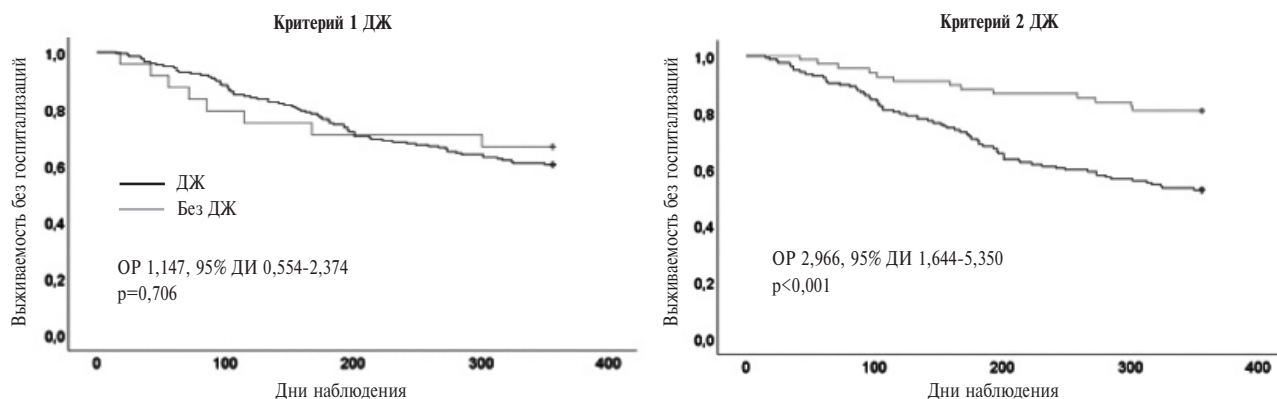 Критерий 1 ДЖ
Выживаемость без госпитализаций
1,0
0,8
0,6
0,4
0,2
0,0
ДЖ
Без ДЖ
ОР 1,147, 95% ДИ 0,554-2,374
p=0,706
0 100 200 300 400
Дни наблюдения
Критерий 2 ДЖ
Выживаемость без госпитализаций
1,0
0,8
0,6
0,4
0,2
0,0
ОР 2,966, 95% ДИ 1,644-5,350
p<0,001
0 100 200 300 400
Дни наблюдения